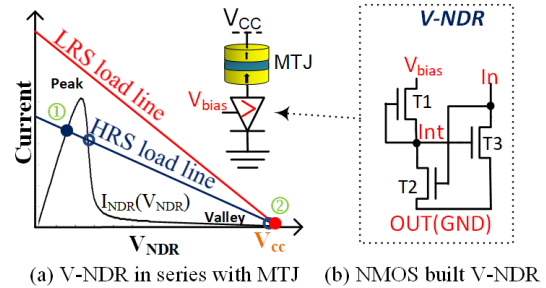 LRS load line
Peak
①
HRS load line
I_NDR(V_NDR)
Valley
②
Current
V_NDR
V_cc
V_CC
MTJ
V_bias
(a) V-NDR in series with MTJ
V-NDR
V_bias
In
T1
Int
T3
T2
OUT(GND)
(b) NMOS built V-NDR